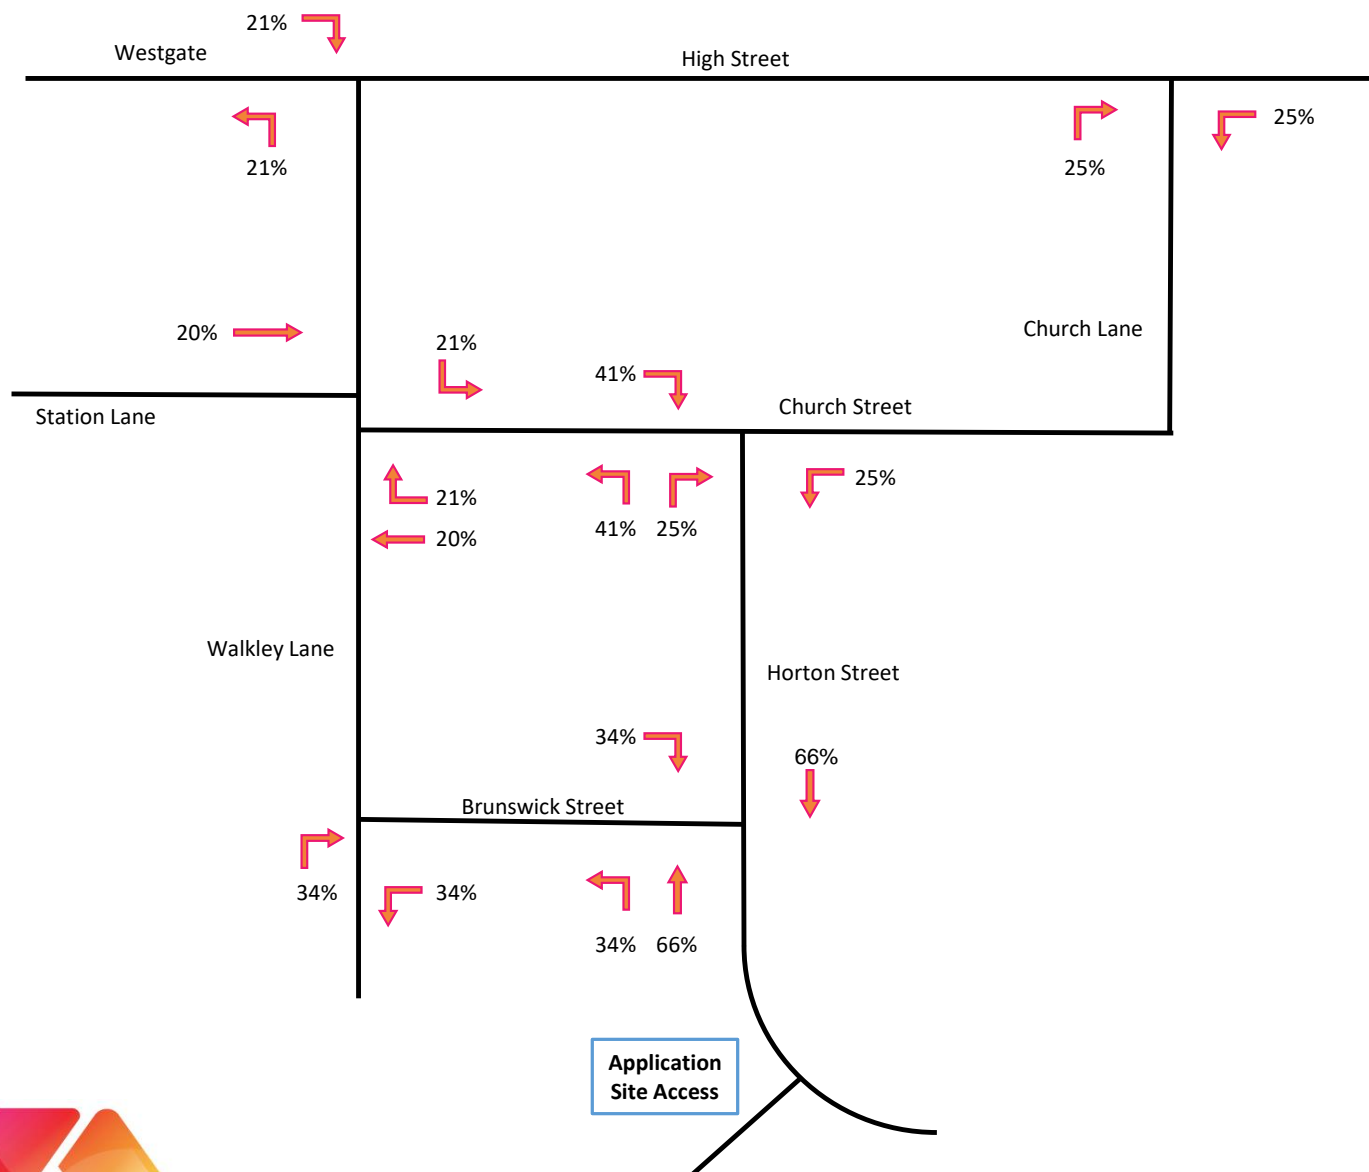 21%
Westgate
High Street
21%
25%
25%
20%
Station Lane
21%
41%
Church Street
Church Lane
21%
20%
41%
25%
25%
Walkley Lane
Horton Street
34%
66%
Brunswick Street
34%
34%
34%
66%
Application
Site Access